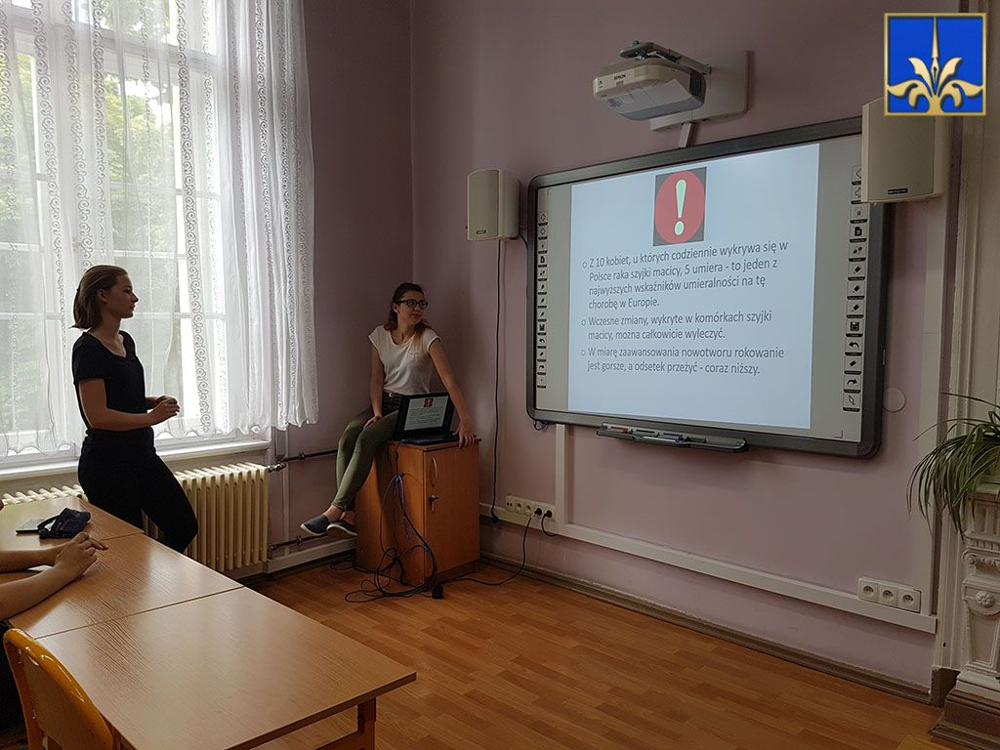 EPSON
○ Z 10 kobiet, u których codziennie wykrywa się w
Polsce raka szyjki macicy, 5 umiera - to jeden z
najwyższych wskaźników umieralności na tę
chorobę w Europie.
○ Wczesne zmiany, wykryte w komórkach szyjki
macicy, można całkowicie wyleczyć.
○ W miarę zaawansowania nowotworu rokowanie
jest gorsze, a odsetek przeżyć - coraz niższy.